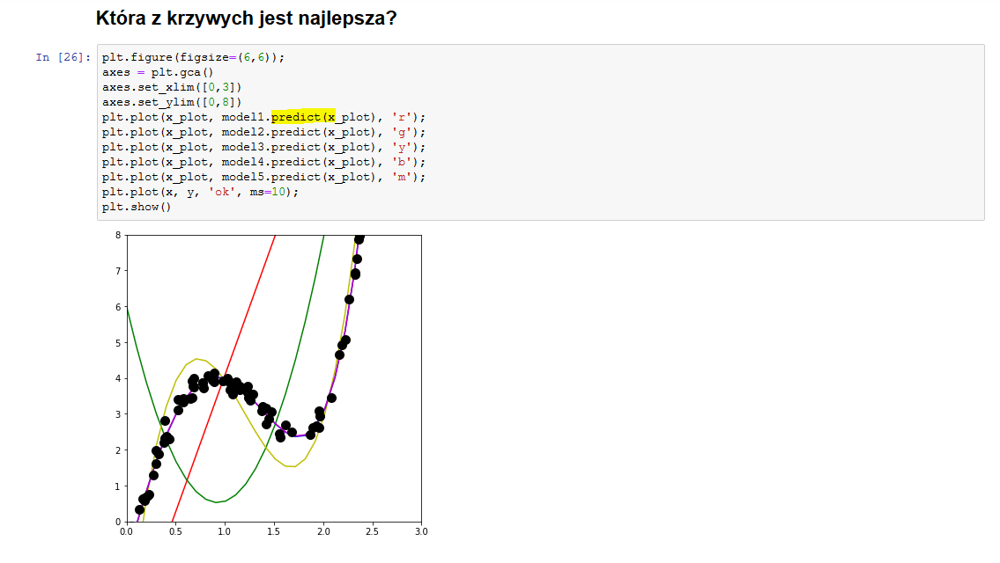 Która z krzywych jest najlepsza?
In [26]: plt.figure(figsize=(6,6));
axes = plt.gca()
axes.set_xlim([0,3])
axes.set_ylim([0,8])
plt.plot(x_plot, model1.predict(x_plot), 'r');
plt.plot(x_plot, model2.predict(x_plot), 'g');
plt.plot(x_plot, model3.predict(x_plot), 'y');
plt.plot(x_plot, model4.predict(x_plot), 'b');
plt.plot(x_plot, model5.predict(x_plot), 'm');
plt.plot(x, y, 'ok', ms=10);
plt.show()
8
7
6
5
4
3
2
1
0
0.0 0.5 1.0 1.5 2.0 2.5 3.0